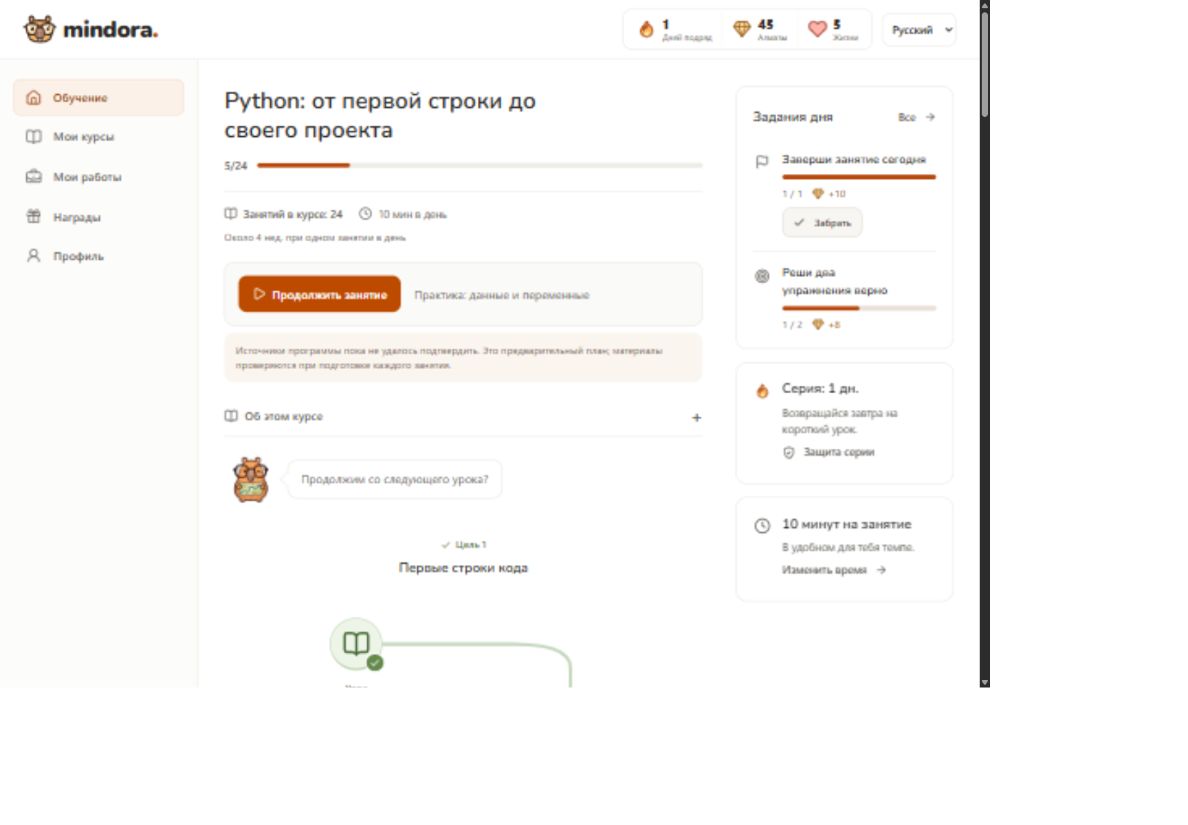 mindora.
1
Дней подряд
45
Алмазы
5
Жизни
Русский
Обучение
Мои курсы
Мои работы
Награды
Профиль
Python: от первой строки до
своего проекта
5/24
Занятий в курсе: 24
10 мин в день
Около 4 нед. при одном занятии в день
Продолжить занятие
Практика: данные и переменные
Источники программы пока не удалось подтвердить. Это предварительный план; материалы
проверяются при подготовке каждого занятия.
Об этом курсе
Продолжим со следующего урока?
Цель 1
Первые строки кода
Задания дня
Все
Заверши занятие сегодня
1 / 1
+10
Забрать
Реши два
упражнения верно
1 / 2
+8
Серия: 1 дн.
Возвращайся завтра на
короткий урок.
Защита серии
10 минут на занятие
В удобном для тебя темпе.
Изменить время